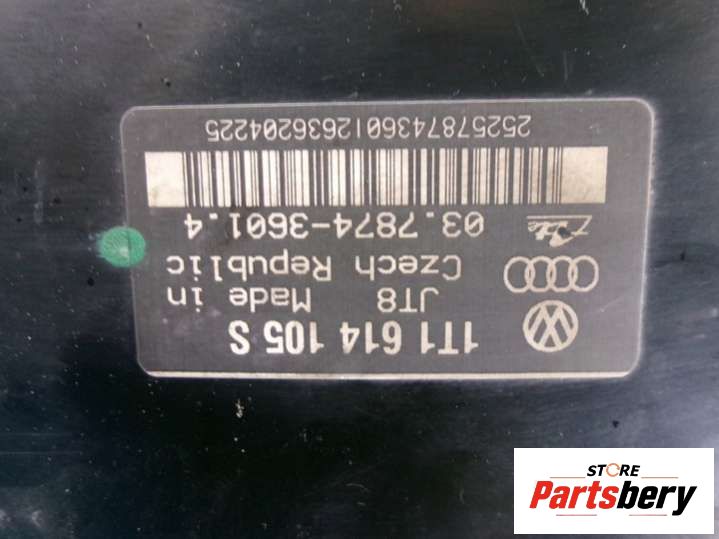 1T1 614 105 S
JT8 Made in
Czech Republic
03.7874-3601.4
2525787436012636204225
STORE
Partsbery